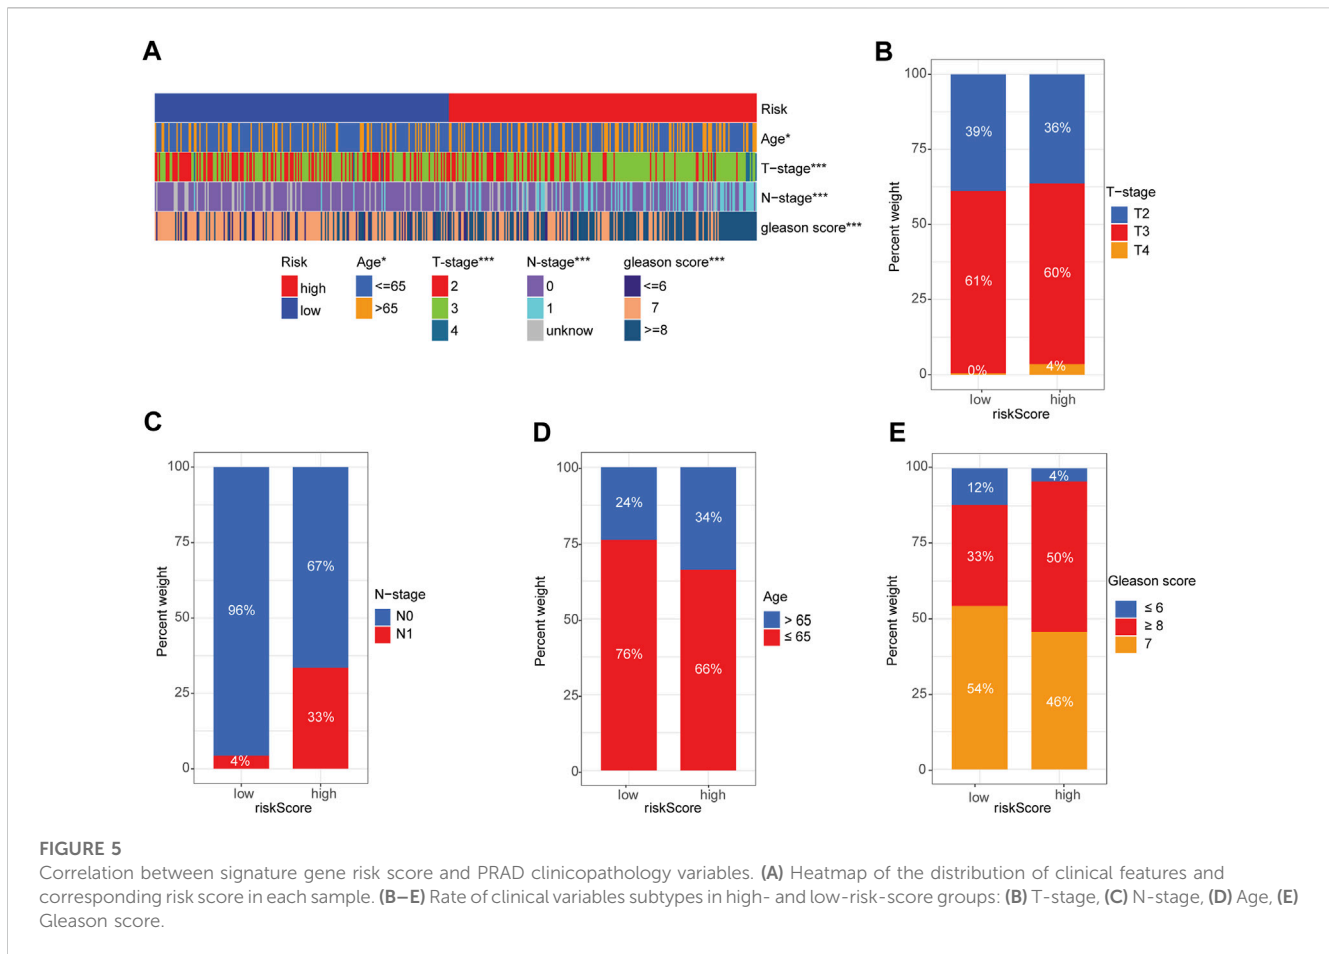 A
Risk
Age*
T-stage***
N-stage***
gleason score***
Risk
high
low
Age*
<=65
>65
T-stage***
2
3
4
N-stage***
0
1
unknow
gleason score***
<=6
7
>=8
B
Percent weight
100
75
50
25
0
39%
61%
0%
36%
60%
4%
low
high
riskScore
T-stage
T2
T3
T4
C
Percent weight
100
75
50
25
0
96%
4%
67%
33%
low
high
riskScore
N-stage
N0
N1
D
Percent weight
100
75
50
25
0
24%
76%
34%
66%
low
high
riskScore
Age
> 65
≤ 65
E
Percent weight
100
75
50
25
0
12%
33%
54%
4%
50%
46%
low
high
riskScore
Gleason score
≤ 6
≥ 8
7
FIGURE 5
Correlation between signature gene risk score and PRAD clinicopathology variables. (A) Heatmap of the distribution of clinical features and
corresponding risk score in each sample. (B–E) Rate of clinical variables subtypes in high- and low-risk-score groups: (B) T-stage, (C) N-stage, (D) Age, (E)
Gleason score.